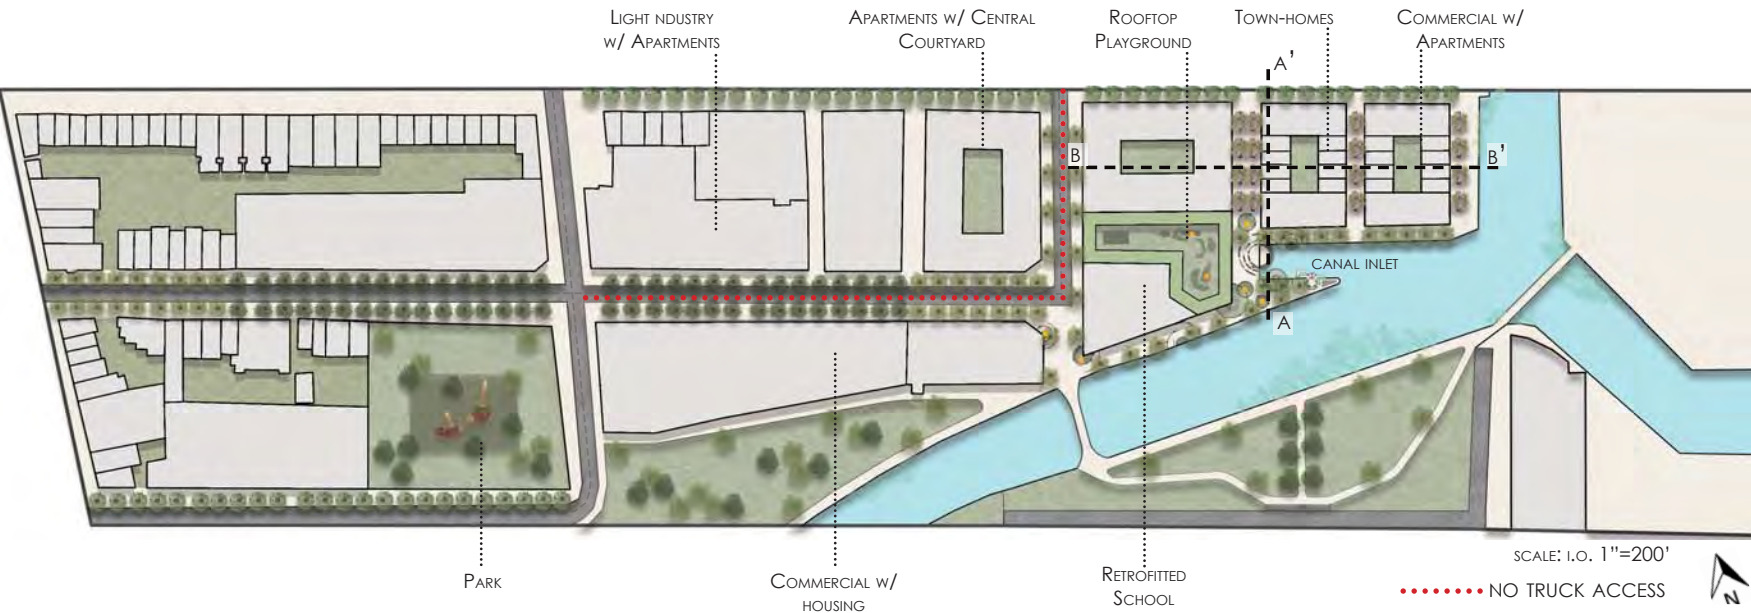 Light ndustry
w/ Apartments
Apartments w/ Central
Courtyard
Rooftop
Playground
Town-homes
Commercial w/
Apartments
A'
B
B'
canal inlet
A
Park
Commercial w/
housing
Retrofitted
School
scale: i.o. 1"=200'
no truck access
N